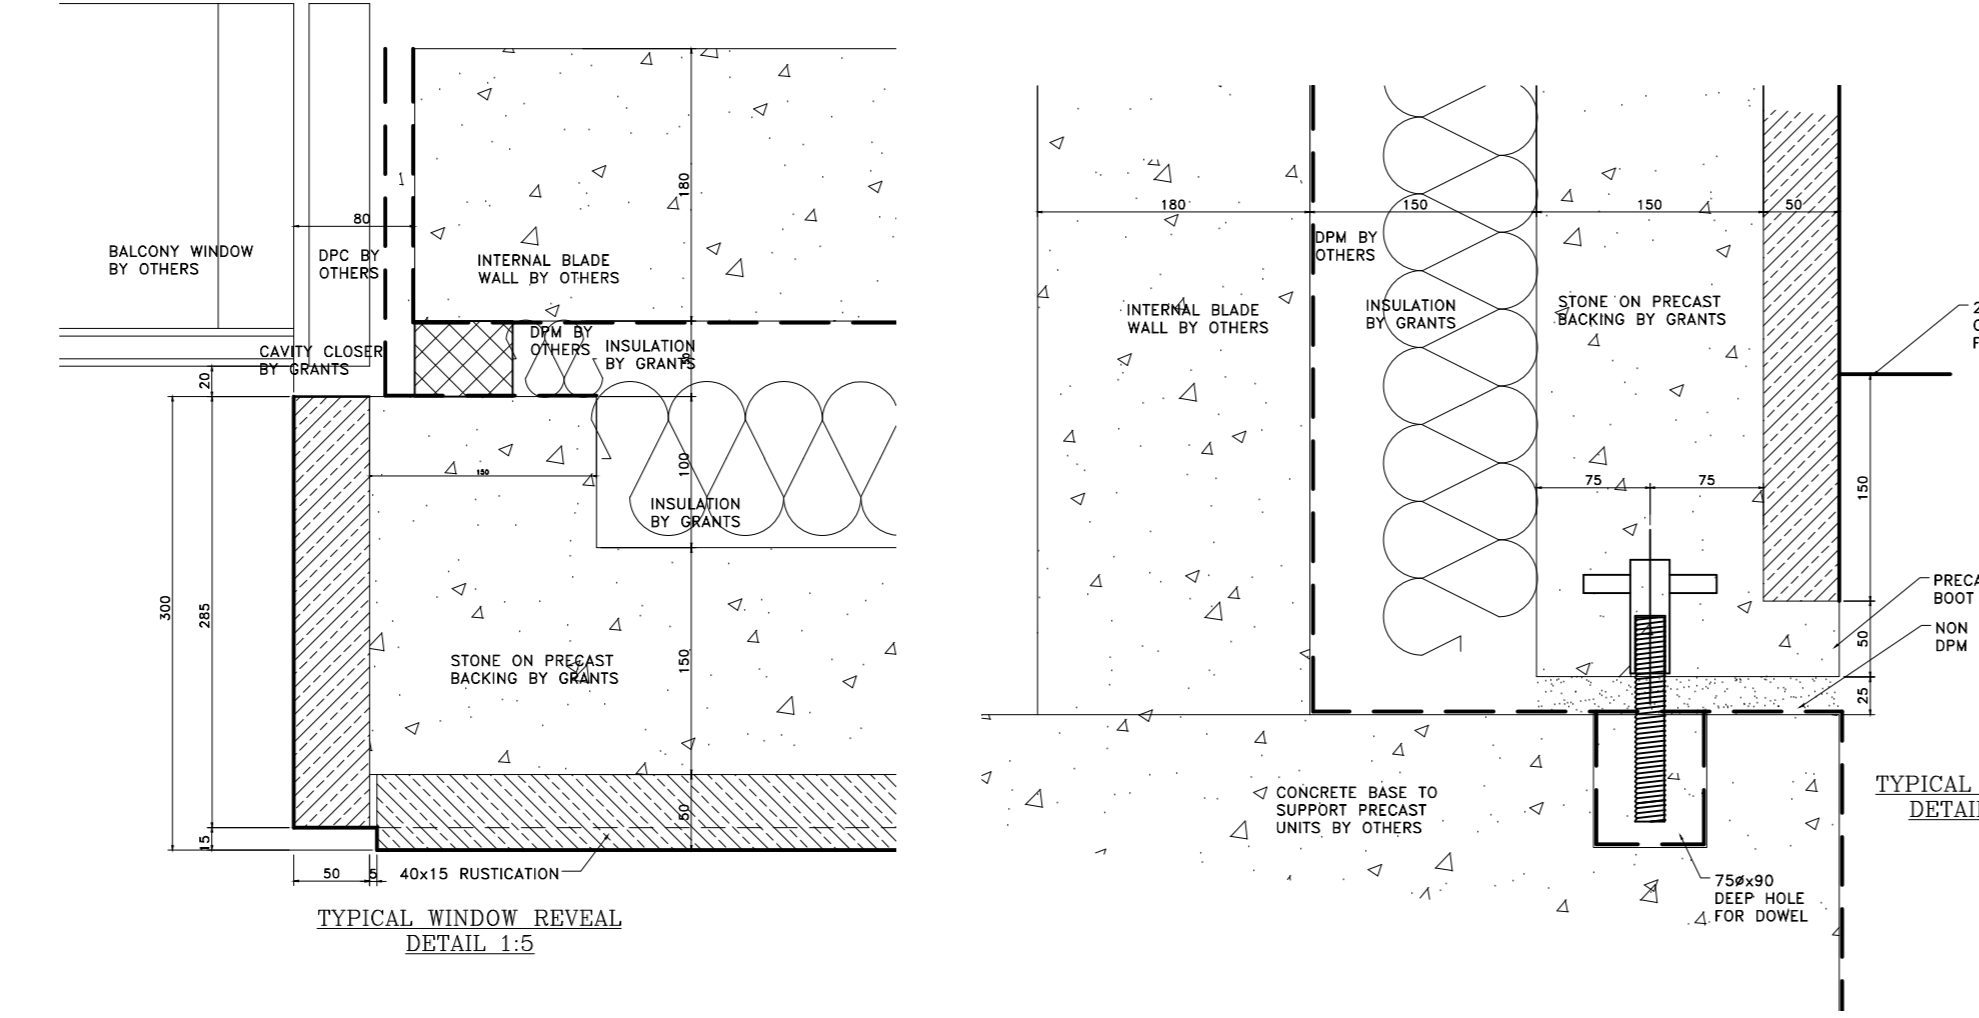 180
80
BALCONY WINDOW
BY OTHERS
DPC BY
OTHERS
INTERNAL BLADE
WALL BY OTHERS
DPM BY
OTHERS
INSULATION
BY GRANTS
CAVITY CLOSER
BY GRANTS
20
100
150
INSULATION
BY GRANTS
300
285
150
STONE ON PRECAST
BACKING BY GRANTS
50
15
50
5
40x15 RUSTICATION
TYPICAL WINDOW REVEAL
DETAIL 1:5
180
150
150
50
DPM BY
OTHERS
INTERNAL BLADE
WALL BY OTHERS
INSULATION
BY GRANTS
STONE ON PRECAST
BACKING BY GRANTS
75
75
150
PRECA
BOOT
50
NON
DPM
25
CONCRETE BASE TO
SUPPORT PRECAST
UNITS BY OTHERS
TYPICAL
DETAIL
75øx90
DEEP HOLE
FOR DOWEL